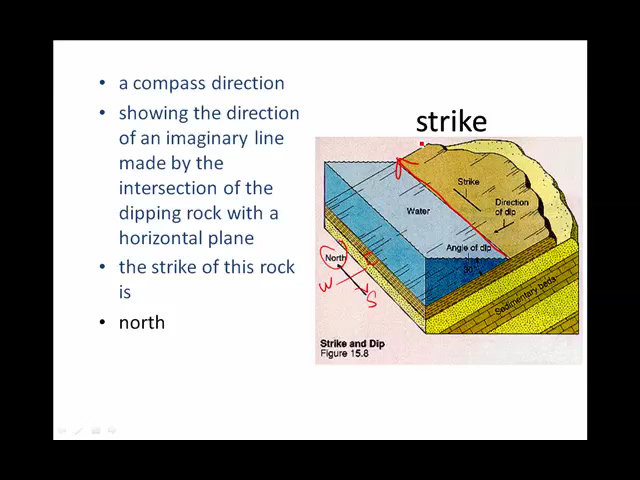 strike
• a compass direction
• showing the direction
of an imaginary line
made by the
intersection of the
dipping rock with a
horizontal plane
• the strike of this rock
is
• north
Strike
Direction
of dip
Water
Angle of dip
30°
North
E
W
S
Sedimentary beds
Strike and Dip
Figure 15.8